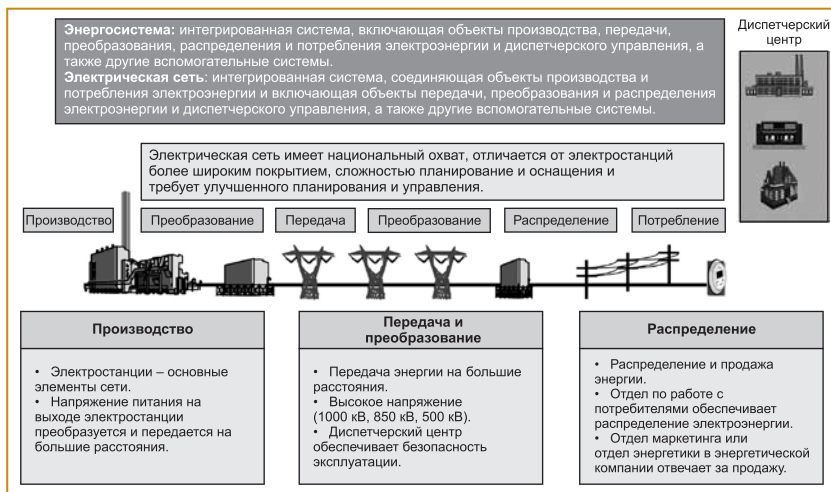 Энергосистема: интегрированная система, включающая объекты производства, передачи,
преобразования, распределения и потребления электроэнергии и диспетчерского управления, а
также другие вспомогательные системы.
Электрическая сеть: интегрированная система, соединяющая объекты производства и
потребления электроэнергии и включающая объекты передачи, преобразования и распределения
электроэнергии и диспетчерского управления, а также другие вспомогательные системы.
Диспетчерский
центр
Электрическая сеть имеет национальный охват, отличается от электростанций
более широким покрытием, сложностью планирование и оснащения и
требует улучшенного планирования и управления.
Производство
Преобразование
Передача
Преобразование
Распределение
Потребление
Производство
• Электростанции – основные
элементы сети.
• Напряжение питания на
выходе электростанции
преобразуется и передается на
большие расстояния.
Передача и
преобразование
• Передача энергии на большие
расстояния.
• Высокое напряжение
(1000 кВ, 850 кВ, 500 кВ).
• Диспетчерский центр
обеспечивает безопасность
эксплуатации.
Распределение
• Распределение и продажа
энергии.
• Отдел по работе с
потребителями обеспечивает
распределение электроэнергии.
• Отдел маркетинга или
отдел энергетики в энергетической
компании отвечает за продажу.